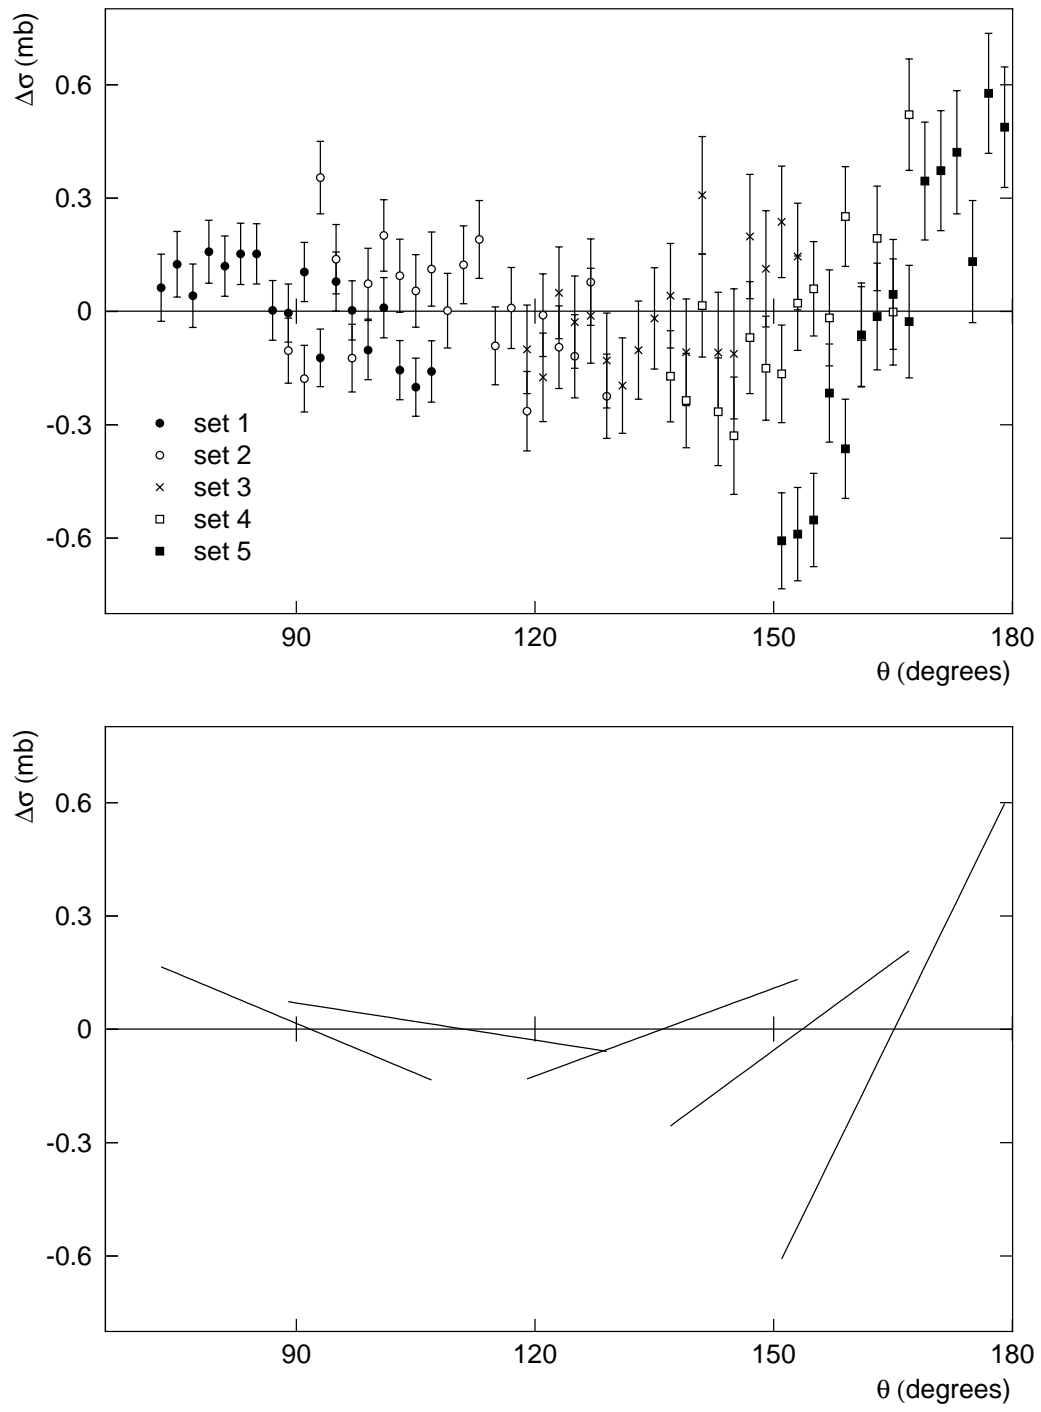 Δσ (mb)
0.6
0.3
0
-0.3
-0.6
set 1
set 2
set 3
set 4
set 5
90 120 150 180
θ (degrees)
Δσ (mb)
0.6
0.3
0
-0.3
-0.6
90 120 150 180
θ (degrees)